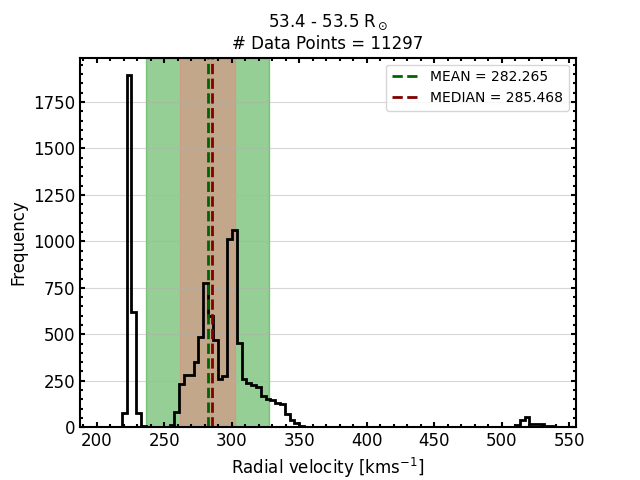 53.4 - 53.5 R⊙
# Data Points = 11297
MEAN = 282.265
MEDIAN = 285.468
Frequency
1750
1500
1250
1000
750
500
250
0
200 250 300 350 400 450 500 550
Radial velocity [kms⁻¹]